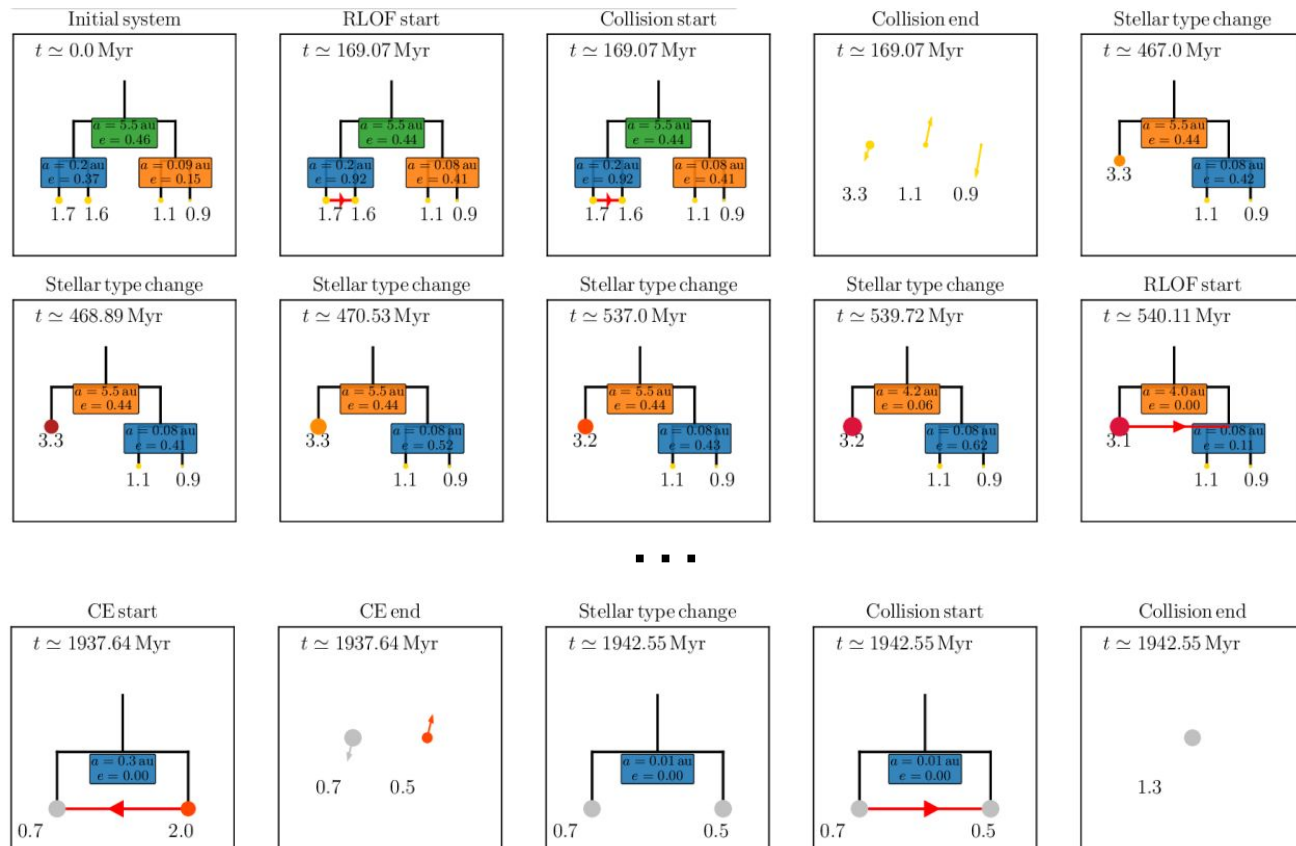 Initial system
t ≃ 0.0 Myr
a = 5.5 au
e = 0.46
a = 0.2 au
e = 0.37
a = 0.09 au
e = 0.15
1.7 1.6 1.1 0.9
RLOF start
t ≃ 169.07 Myr
a = 5.5 au
e = 0.44
a = 0.2 au
e = 0.92
a = 0.08 au
e = 0.41
1.7 1.6 1.1 0.9
Collision start
t ≃ 169.07 Myr
a = 5.5 au
e = 0.44
a = 0.2 au
e = 0.92
a = 0.08 au
e = 0.41
1.7 1.6 1.1 0.9
Collision end
t ≃ 169.07 Myr
3.3 1.1 0.9
Stellar type change
t ≃ 467.0 Myr
a = 5.5 au
e = 0.44
3.3
a = 0.08 au
e = 0.42
1.1 0.9
Stellar type change
t ≃ 468.89 Myr
a = 5.5 au
e = 0.44
3.3
a = 0.08 au
e = 0.41
1.1 0.9
Stellar type change
t ≃ 470.53 Myr
a = 5.5 au
e = 0.44
3.3
a = 0.08 au
e = 0.52
1.1 0.9
Stellar type change
t ≃ 537.0 Myr
a = 5.5 au
e = 0.44
3.2
a = 0.08 au
e = 0.43
1.1 0.9
Stellar type change
t ≃ 539.72 Myr
a = 4.2 au
e = 0.06
3.2
a = 0.08 au
e = 0.62
1.1 0.9
RLOF start
t ≃ 540.11 Myr
a = 4.0 au
e = 0.00
3.1
a = 0.08 au
e = 0.11
1.1 0.9
...
CE start
t ≃ 1937.64 Myr
a = 0.3 au
e = 0.00
0.7 2.0
CE end
t ≃ 1937.64 Myr
0.7 0.5
Stellar type change
t ≃ 1942.55 Myr
a = 0.01 au
e = 0.00
0.7 0.5
Collision start
t ≃ 1942.55 Myr
a = 0.01 au
e = 0.00
0.7 0.5
Collision end
t ≃ 1942.55 Myr
1.3